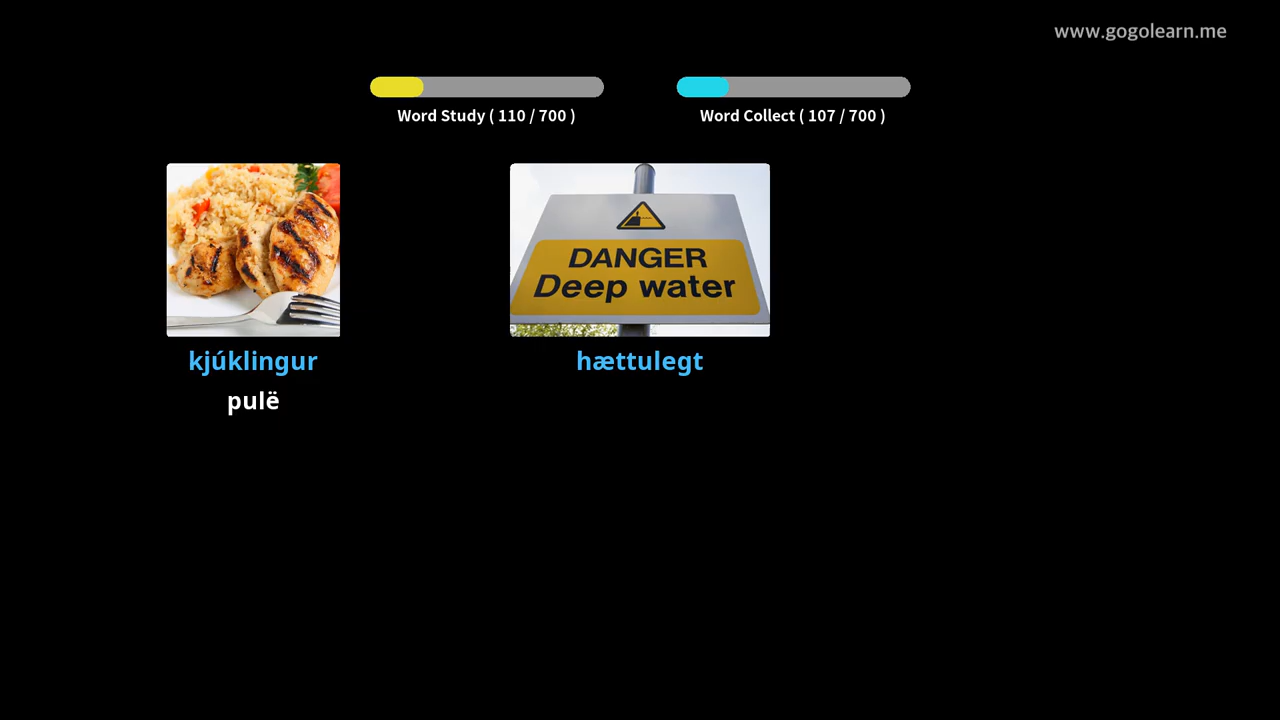 www.gogolearn.me
Word Study ( 110 / 700 )
Word Collect ( 107 / 700 )
DANGER
Deep water
kjúklingur
pulë
hættulegt